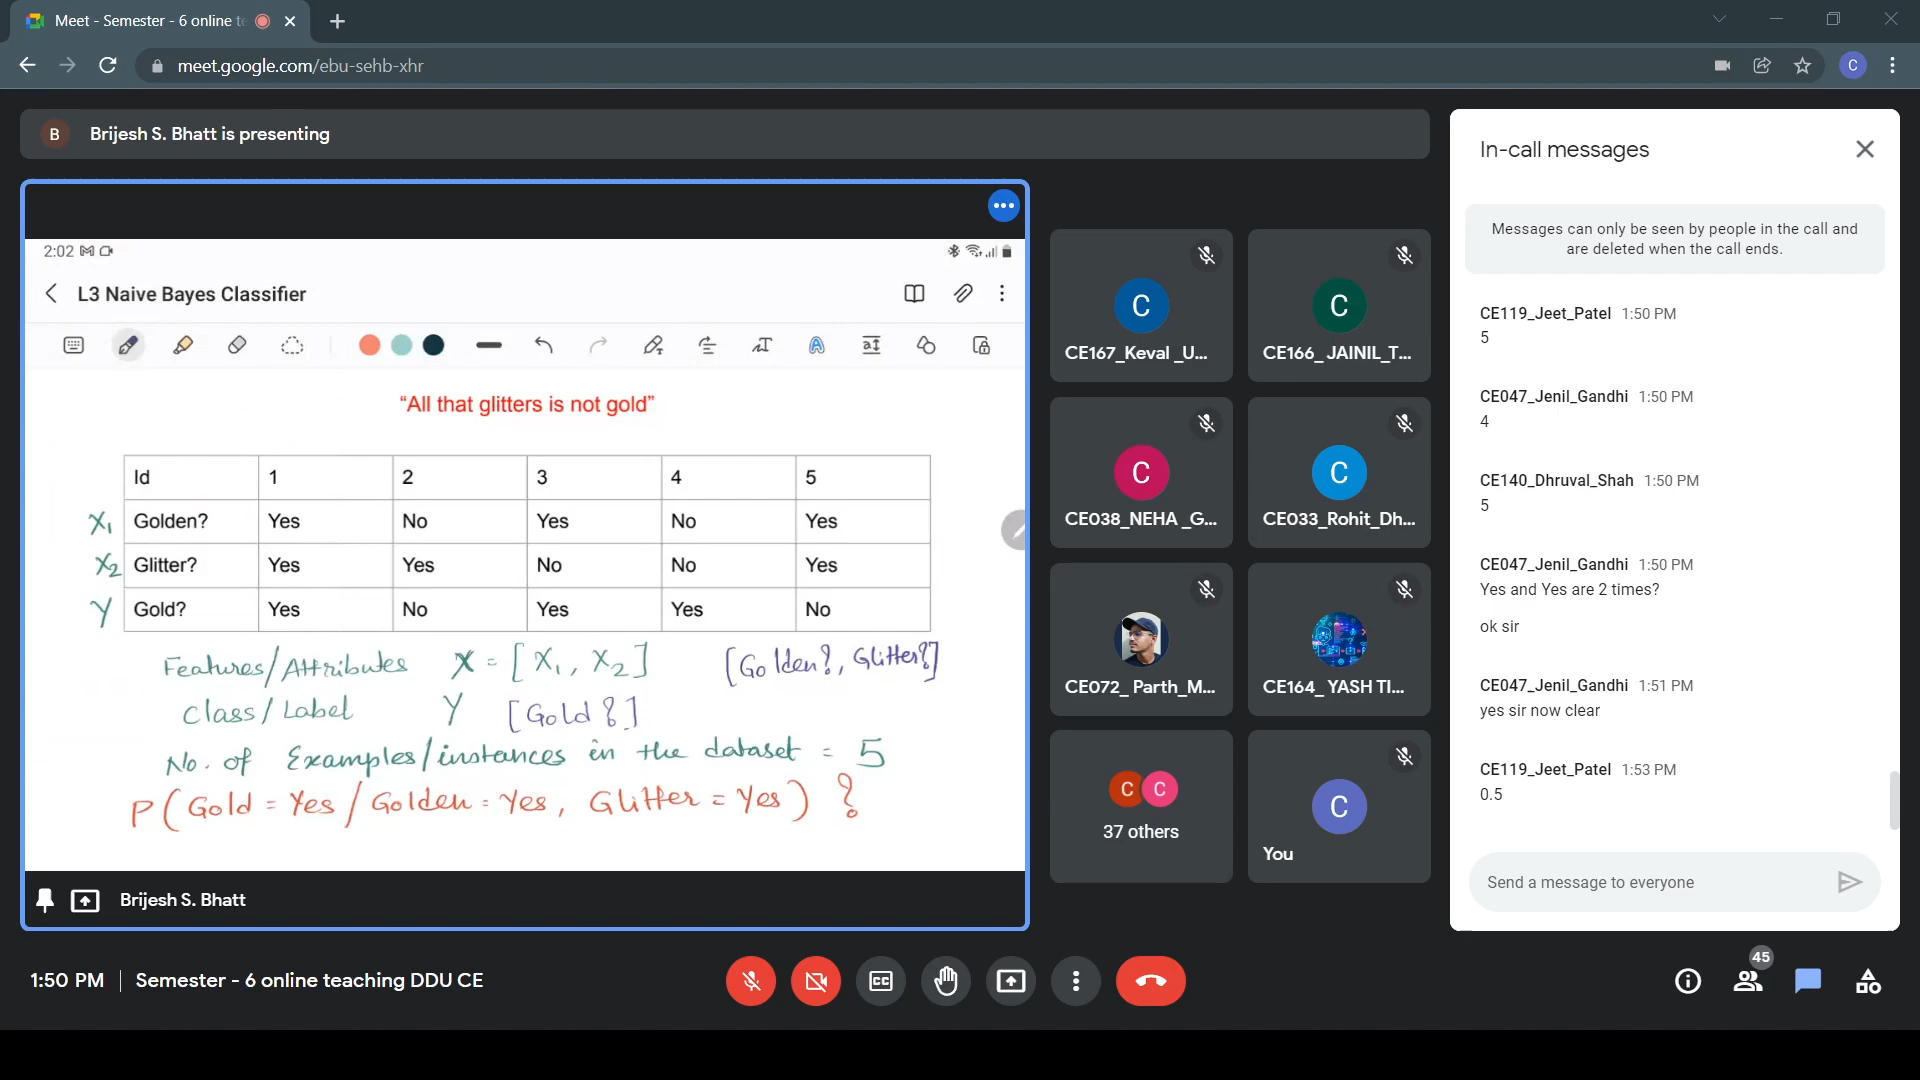 Meet - Semester - 6 online te
meet.google.com/ebu-sehb-xhr
C
B Brijesh S. Bhatt is presenting
2:02
L3 Naive Bayes Classifier
“All that glitters is not gold”
Id 1 2 3 4 5
X1 Golden? Yes No Yes No Yes
X2 Glitter? Yes Yes No No Yes
Y Gold? Yes No Yes Yes No
Features/Attributes X = [X1, X2] [Golden?, Glitter?]
Class/Label Y [Gold?]
No. of Examples/instances in the dataset = 5
P(Gold = Yes / Golden = Yes, Glitter = Yes) ?
Brijesh S. Bhatt
C
CE167_Keval _U...
C
CE166_ JAINIL_T...
C
CE038_NEHA _G...
C
CE033_Rohit_Dh...
CE072_ Parth_M...
CE164_ YASH TI...
C C
37 others
C
You
In-call messages
Messages can only be seen by people in the call and
are deleted when the call ends.
CE119_Jeet_Patel 1:50 PM
5
CE047_Jenil_Gandhi 1:50 PM
4
CE140_Dhruval_Shah 1:50 PM
5
CE047_Jenil_Gandhi 1:50 PM
Yes and Yes are 2 times?
ok sir
CE047_Jenil_Gandhi 1:51 PM
yes sir now clear
CE119_Jeet_Patel 1:53 PM
0.5
Send a message to everyone
1:50 PM | Semester - 6 online teaching DDU CE
45